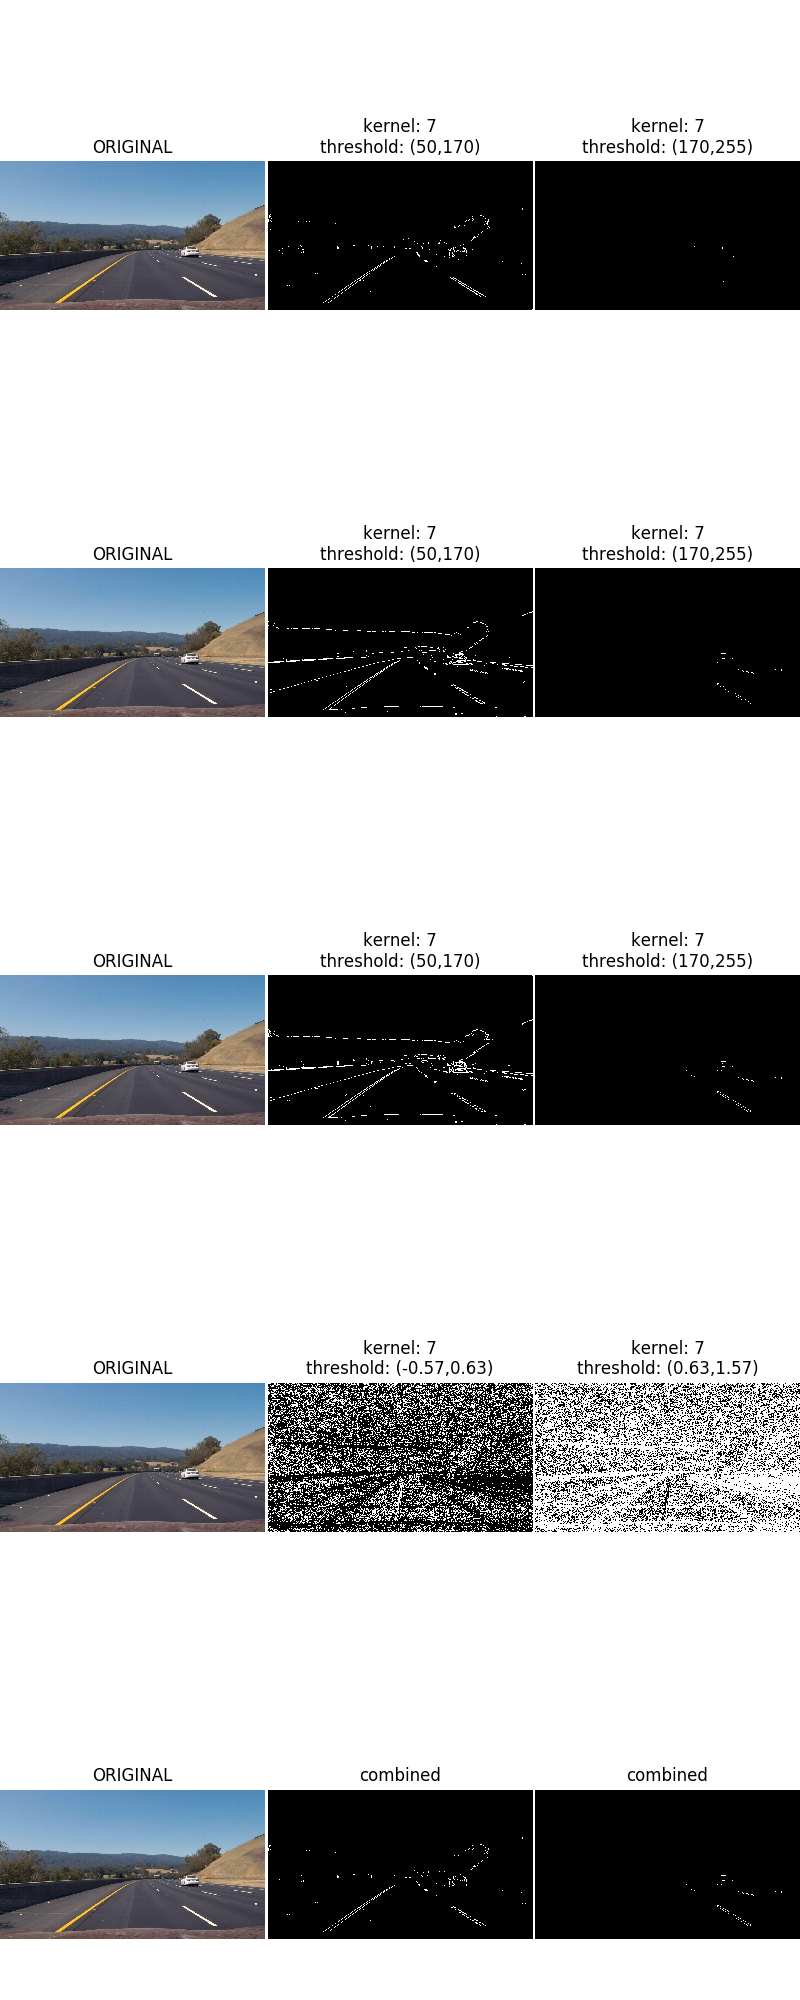 kernel: 7
kernel: 7
ORIGINAL
threshold: (50,170)
threshold: (170,255)
kernel: 7
kernel: 7
ORIGINAL
threshold: (50,170)
threshold: (170,255)
kernel: 7
kernel: 7
ORIGINAL
threshold: (50,170)
threshold: (170,255)
kernel: 7
kernel: 7
ORIGINAL
threshold: (-0.57,0.63)
threshold: (0.63,1.57)
ORIGINAL
combined
combined